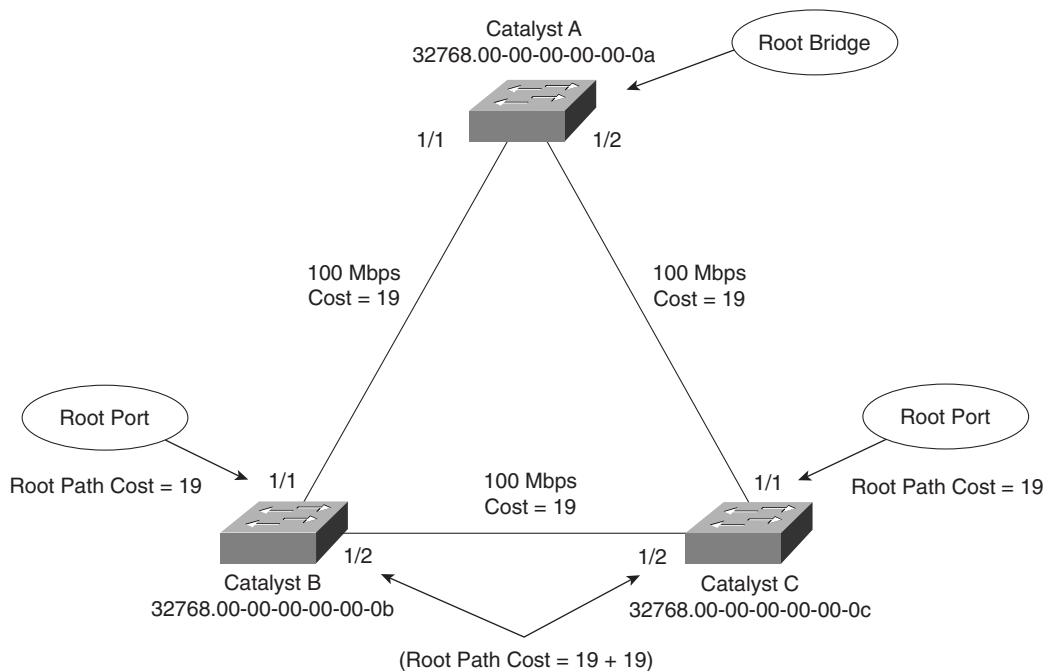 Catalyst A
32768.00-00-00-00-00-0a
Root Bridge
1/1
1/2
100 Mbps
Cost = 19
100 Mbps
Cost = 19
Root Port
Root Port
1/1
Root Path Cost = 19
100 Mbps
Cost = 19
1/1
Root Path Cost = 19
1/2
1/2
Catalyst B
32768.00-00-00-00-00-0b
Catalyst C
32768.00-00-00-00-00-0c
(Root Path Cost = 19 + 19)